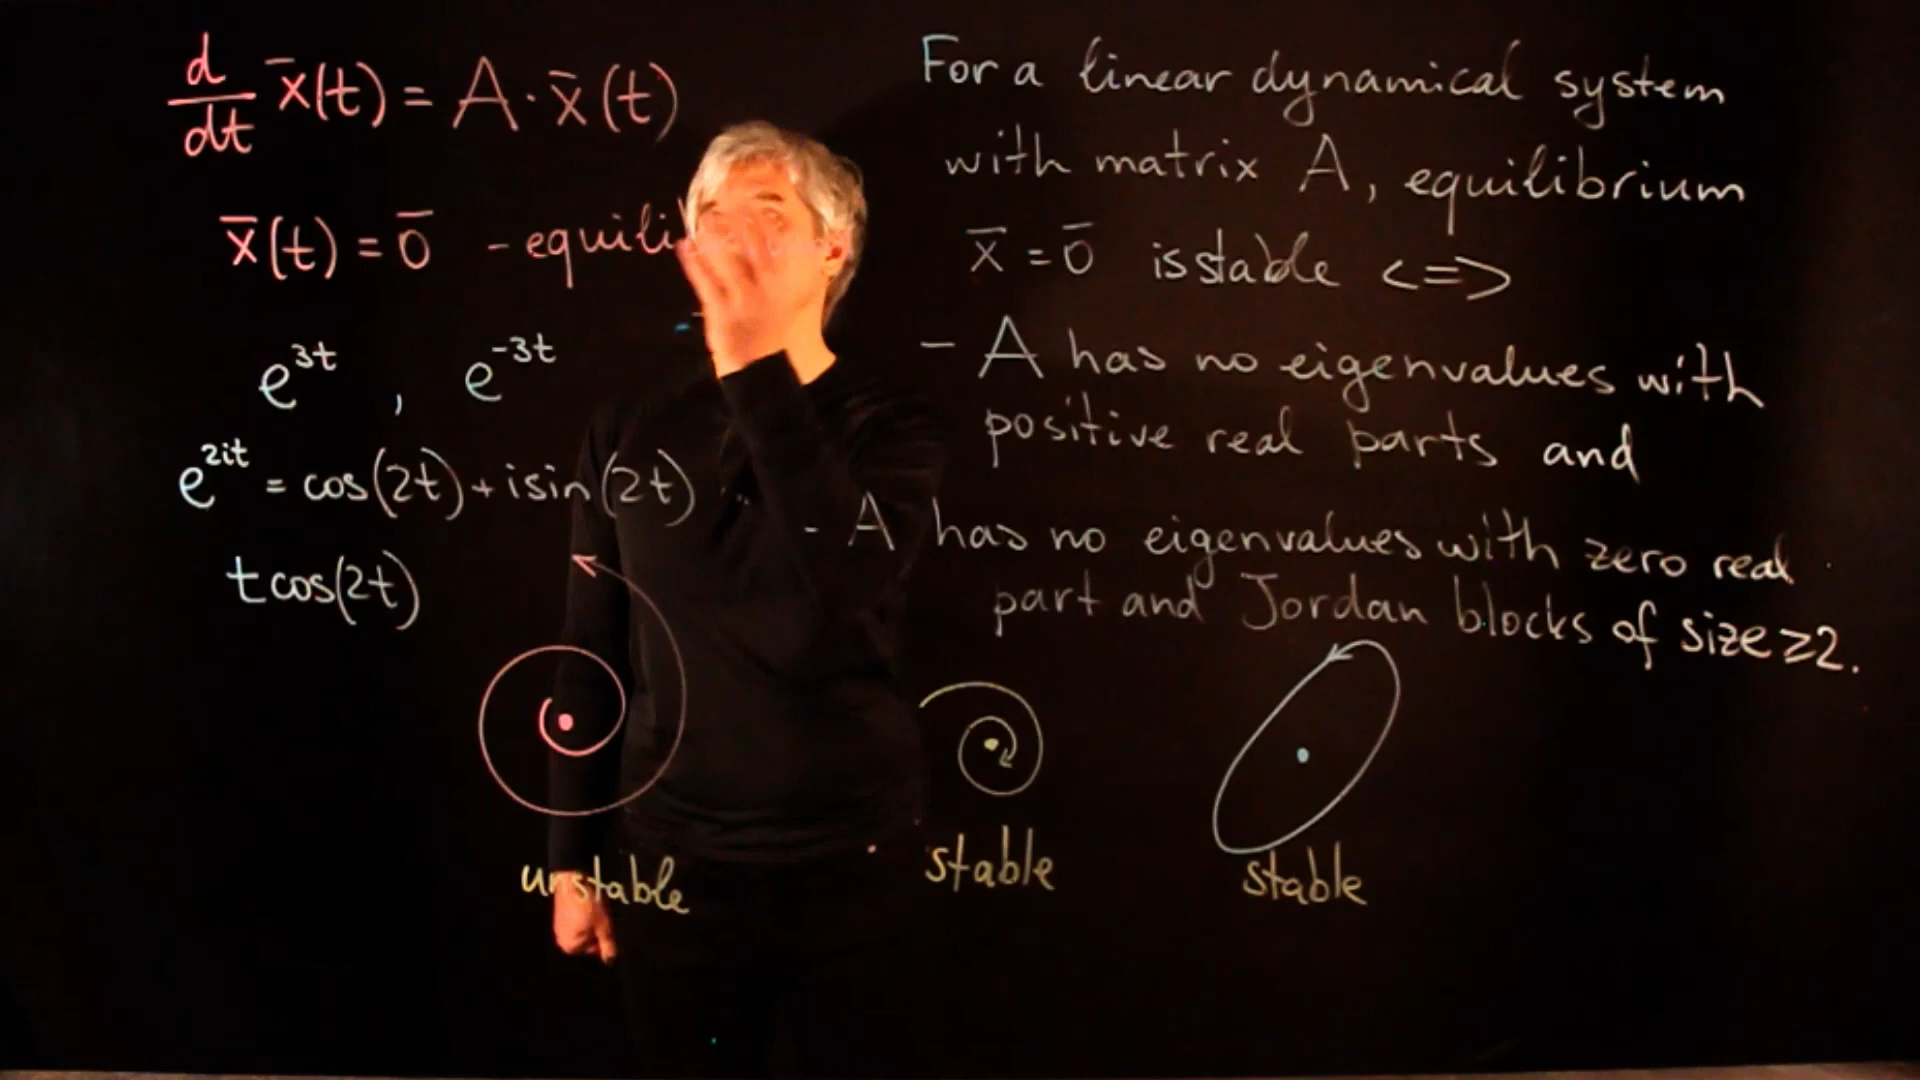 d/dt x̄(t) = A · x̄(t)
x̄(t) = 0̄ - equili
e^{3t} , e^{-3t}
e^{2it} = cos(2t) + i sin(2t)
t cos(2t)
For a linear dynamical system
with matrix A, equilibrium
x̄ = 0̄ is stable <=>
- A has no eigenvalues with
positive real parts and
- A has no eigenvalues with zero real
part and Jordan blocks of size ≥2.
unstable
stable
stable